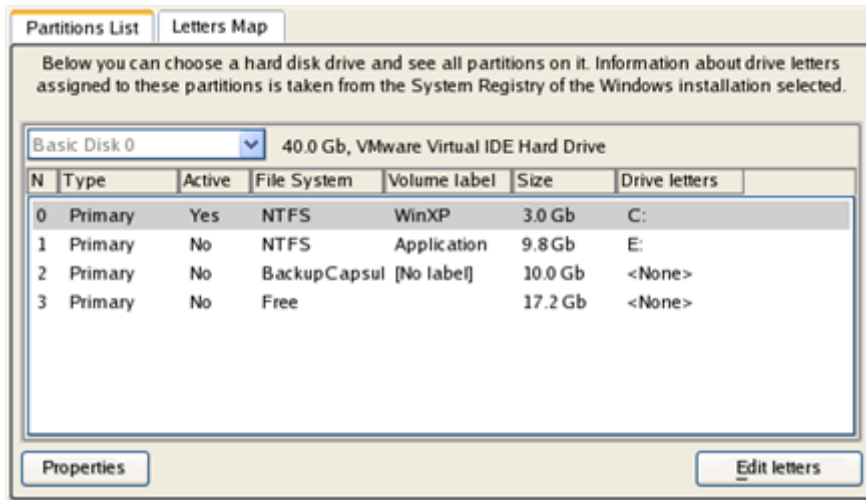 Partitions List Letters Map
Below you can choose a hard disk drive and see all partitions on it. Information about drive letters
assigned to these partitions is taken from the System Registry of the Windows installation selected.
Basic Disk 0 40.0 Gb, VMware Virtual IDE Hard Drive
N Type Active File System Volume label Size Drive letters
0 Primary Yes NTFS WinXP 3.0 Gb C:
1 Primary No NTFS Application 9.8 Gb E:
2 Primary No BackupCapsul [No label] 10.0 Gb <None>
3 Primary No Free 17.2 Gb <None>
Properties Edit letters